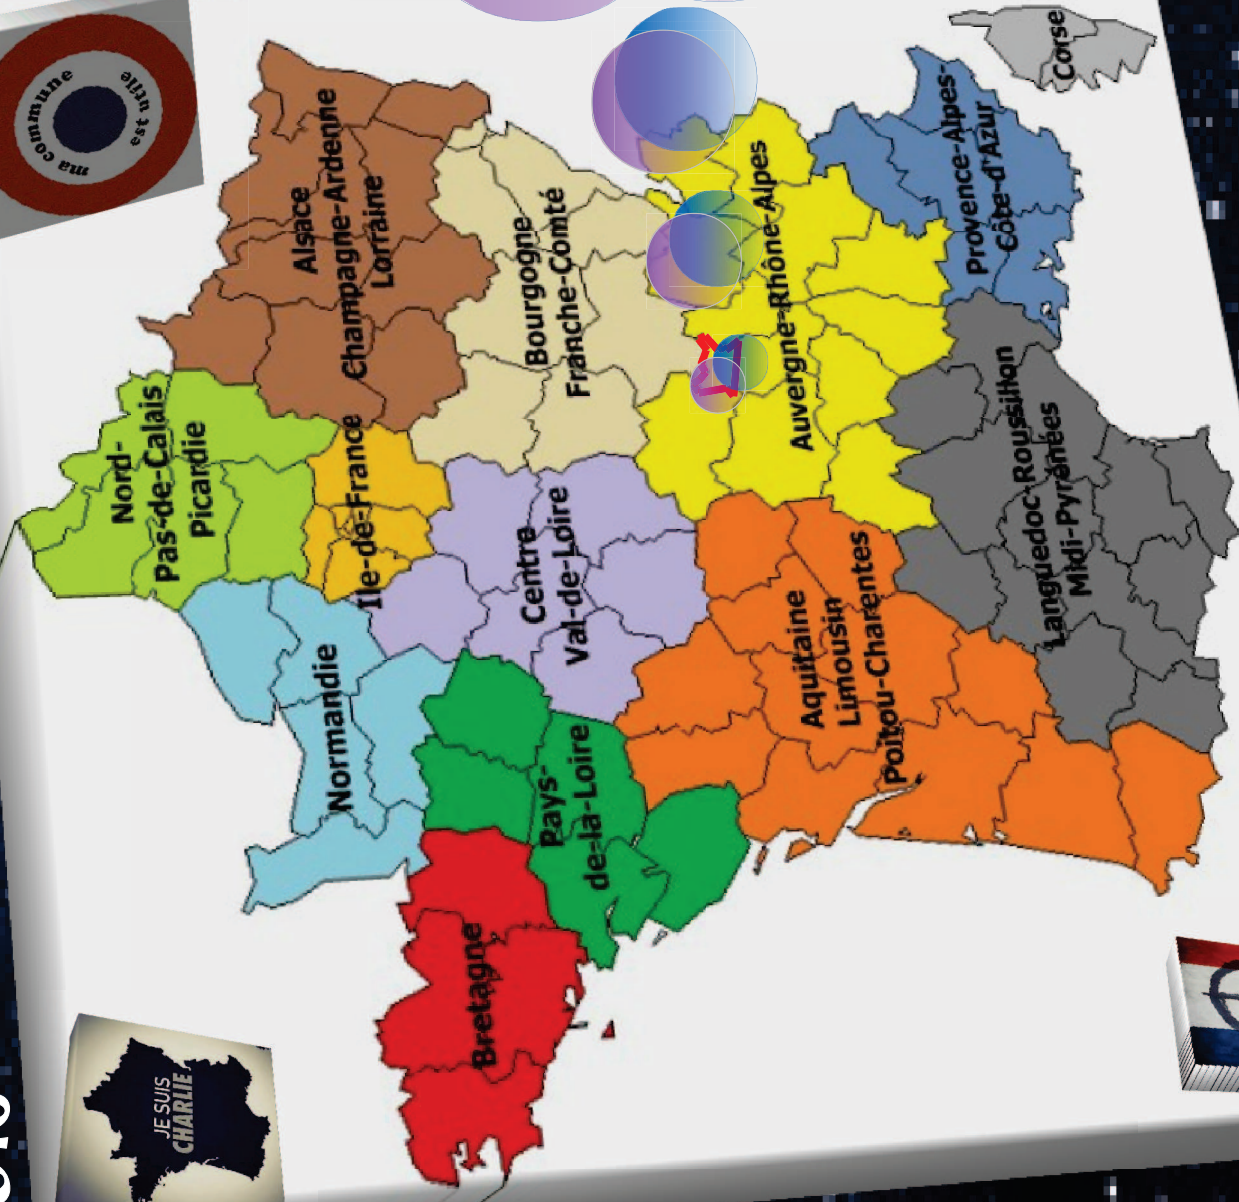 ma commune
est utile
Corse
Nord-
Pas-de-Calais
Picardie
Alsace
Champagne-Ardenne
Lorraine
Ile-de-France
Normandie
Bretagne
Pays-
de-la-Loire
Centre
Val-de-Loire
Bourgogne
Franche-Comté
Auvergne-Rhône-Alpes
Provence-Alpes-
Côte-d'Azur
Aquitaine
Limousin
Poitou-Charentes
Languedoc-Roussillon
Midi-Pyrénées
JE SUIS
CHARLIE